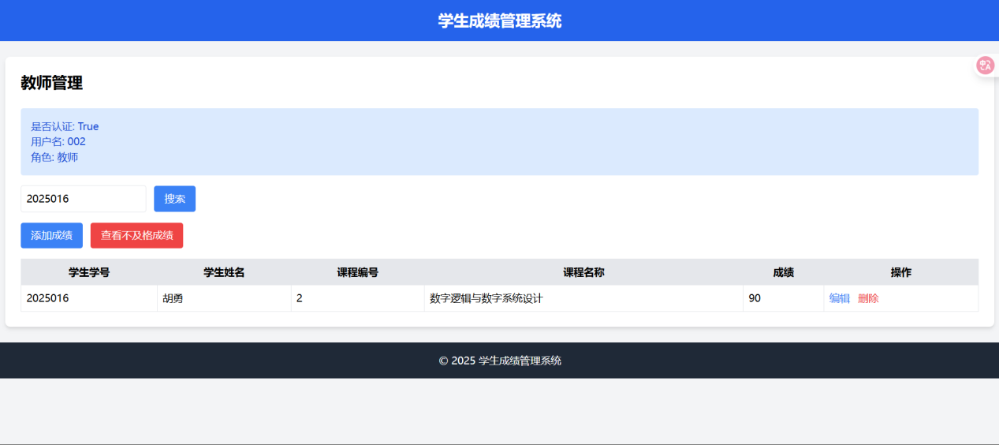 学生成绩管理系统
教师管理
是否认证: True
用户名: 002
角色: 教师
2025016 搜索
添加成绩 查看不及格成绩
学生学号 学生姓名 课程编号 课程名称 成绩 操作
2025016 胡勇 2 数字逻辑与数字系统设计 90 编辑 删除
© 2025 学生成绩管理系统